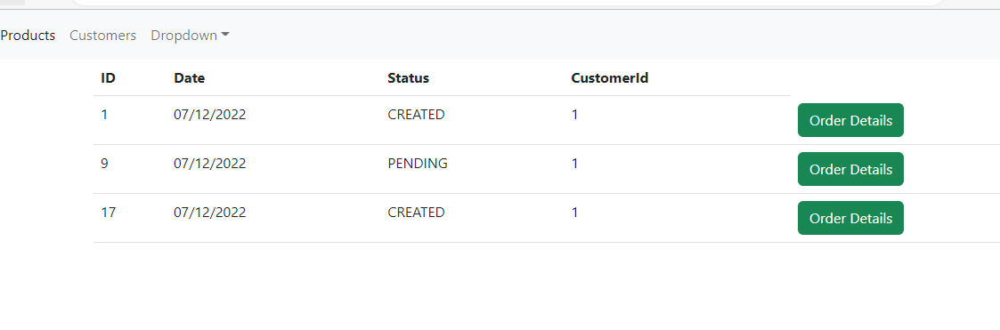 Products Customers Dropdown
ID Date Status CustomerId
1 07/12/2022 CREATED 1 Order Details
9 07/12/2022 PENDING 1 Order Details
17 07/12/2022 CREATED 1 Order Details